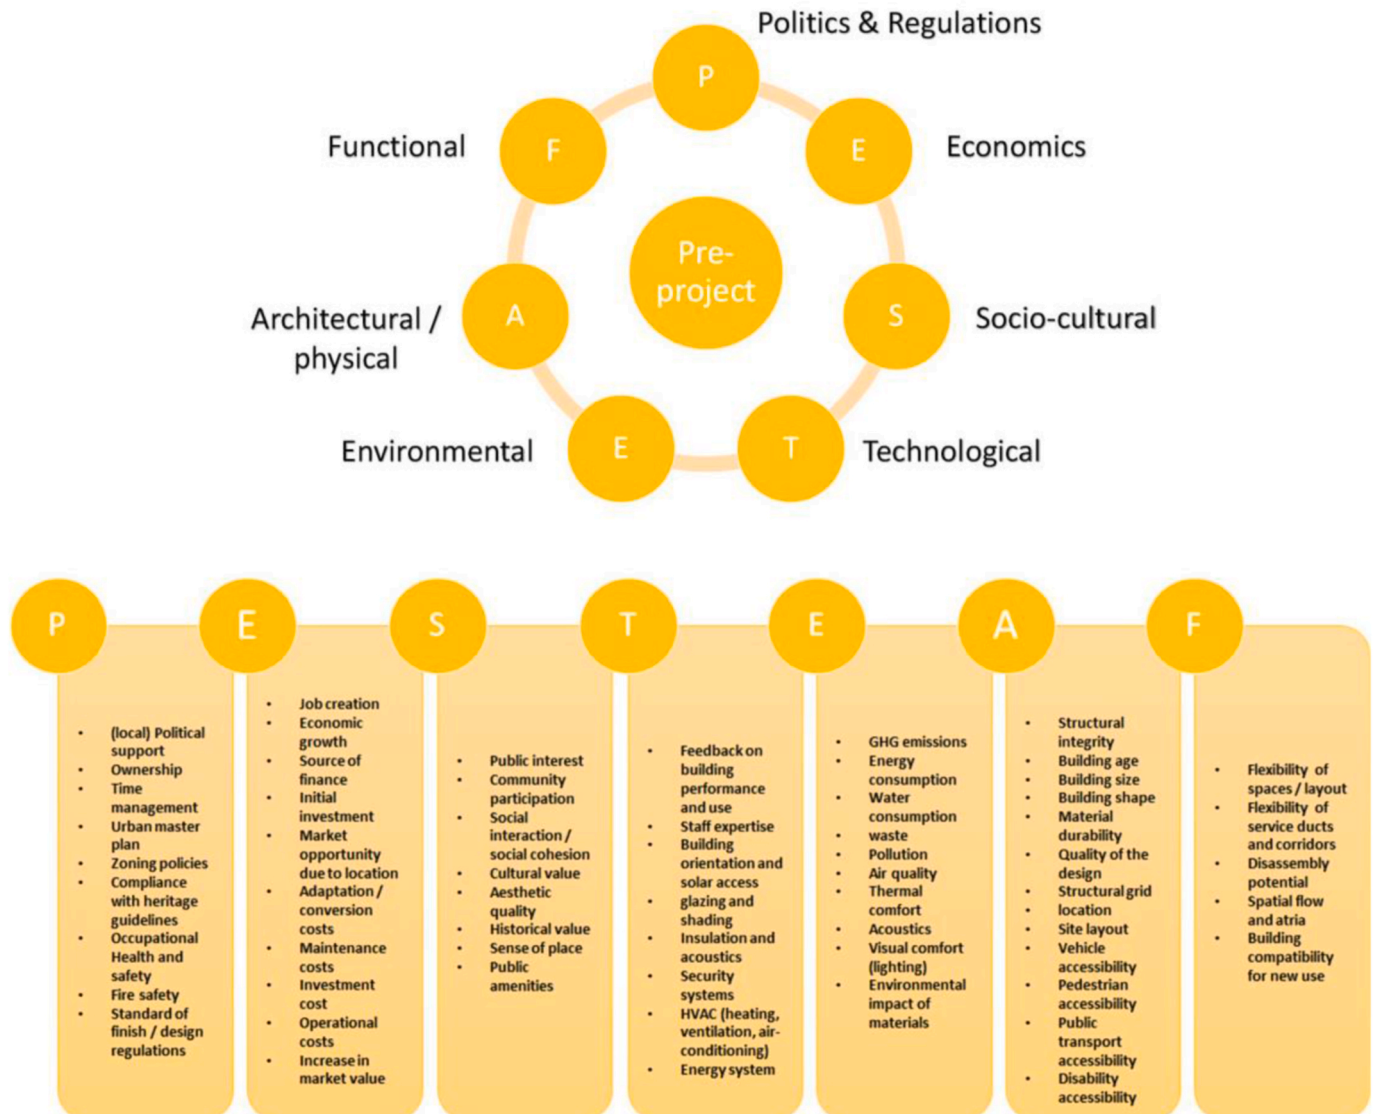 Politics & Regulations
P
Functional
F
E
Economics
Pre-
project
Architectural /
physical
A
S
Socio-cultural
Environmental
E
T
Technological
P
E
S
T
E
A
F
• (local) Political
support
• Ownership
• Time
management
• Urban master
plan
• Zoning policies
• Compliance
with heritage
guidelines
• Occupational
Health and
safety
• Fire safety
• Standard of
finish / design
regulations
• Job creation
• Economic
growth
• Source of
finance
• Initial
investment
• Market
opportunity
due to location
• Adaptation /
conversion
costs
• Maintenance
costs
• Investment
cost
• Operational
costs
• Increase in
market value
• Public interest
• Community
participation
• Social
interaction /
social cohesion
• Cultural value
• Aesthetic
quality
• Historical value
• Sense of place
• Public
amenities
• Feedback on
building
performance
and use
• Staff expertise
• Building
orientation and
solar access
• glazing and
shading
• Insulation and
acoustics
• Security
systems
• HVAC (heating,
ventilation, air-
conditioning)
• Energy system
• GHG emissions
• Energy
consumption
• Water
consumption
• waste
• Pollution
• Air quality
• Thermal
comfort
• Acoustics
• Visual comfort
(lighting)
• Environmental
impact of
materials
• Structural
integrity
• Building age
• Building size
• Building shape
• Material
durability
• Quality of the
design
• Structural grid
• location
• Site layout
• Vehicle
accessibility
• Pedestrian
accessibility
• Public
transport
accessibility
• Disability
accessibility
• Flexibility of
spaces / layout
• Flexibility of
service ducts
and corridors
• Disassembly
potential
• Spatial flow
and atria
• Building
compatibility
for new use